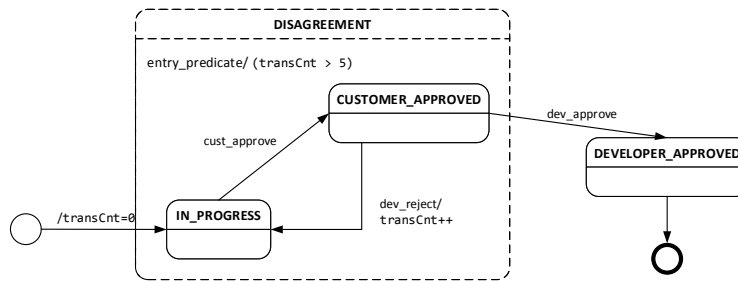 DISAGREEMENT
entry_predicate/ (transCnt > 5)
CUSTOMER_APPROVED
dev_approve
cust_approve
DEVELOPER_APPROVED
dev_reject/
transCnt++
IN_PROGRESS
/transCnt=0